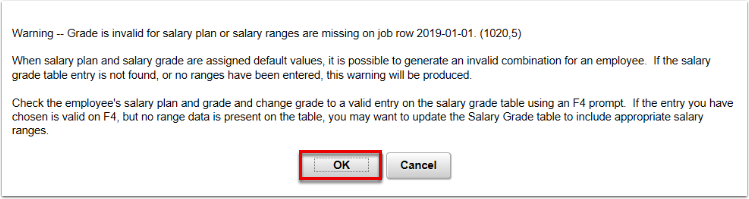 Warning -- Grade is invalid for salary plan or salary ranges are missing on job row 2019-01-01. (1020,5)
When salary plan and salary grade are assigned default values, it is possible to generate an invalid combination for an employee.  If the salary
grade table entry is not found, or no ranges have been entered, this warning will be produced.
Check the employee's salary plan and grade and change grade to a valid entry on the salary grade table using an F4 prompt.  If the entry you have
chosen is valid on F4, but no range data is present on the table, you may want to update the Salary Grade table to include appropriate salary
ranges.
OK Cancel